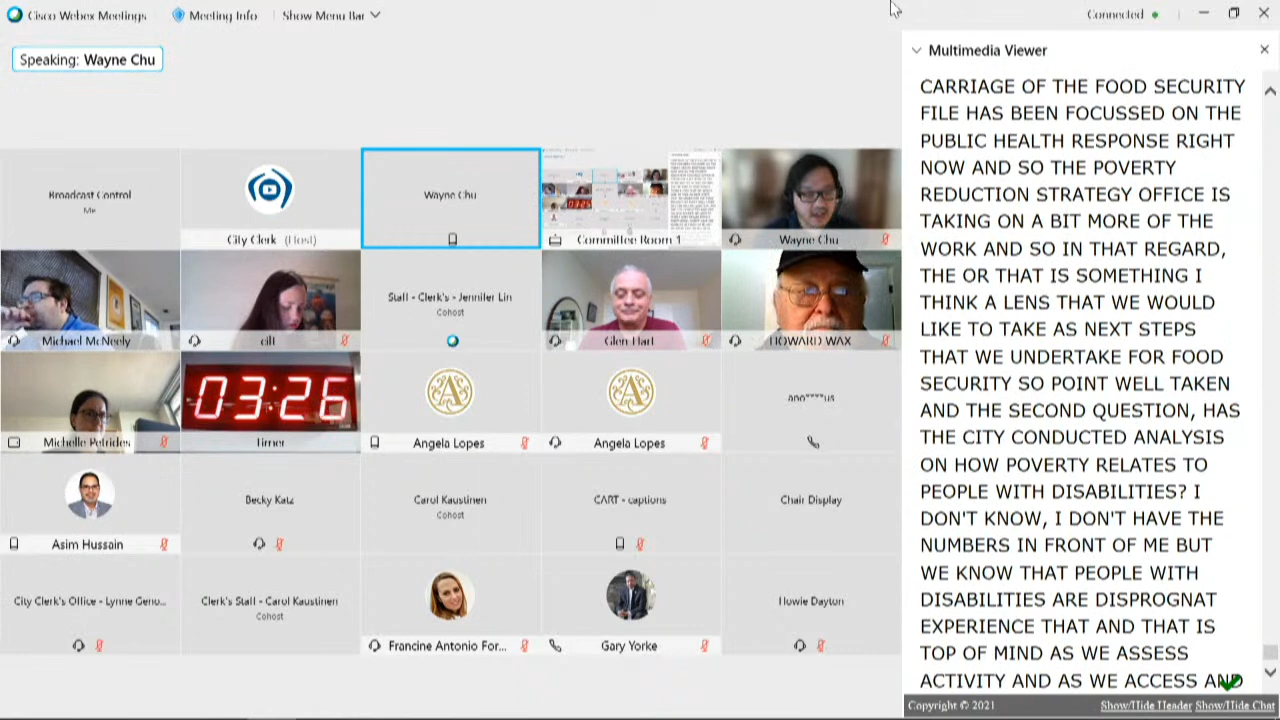 Cisco Webex Meetings
Meeting Info
Show Menu Bar
Connected
Speaking: Wayne Chu
Multimedia Viewer
Broadcast Control
Me
City Clerk (Host)
Wayne Chu
Committee Room 1
Wayne Chu
Michael McNeely
cilt
Staff - Clerk's - Jennifer Lin
Cohost
Glen Hart
HOWARD WAX
Michelle Petrides
03:26
Timer
Angela Lopes
Angela Lopes
ano****us
Asim Hussain
Becky Katz
Carol Kaustinen
Cohost
CART - captions
Chair Display
City Clerk's Office - Lynne Geno...
Clerk's Staff - Carol Kaustinen
Cohost
Francine Antonio For...
Gary Yorke
Howie Dayton
CARRIAGE OF THE FOOD SECURITY
FILE HAS BEEN FOCUSSED ON THE
PUBLIC HEALTH RESPONSE RIGHT
NOW AND SO THE POVERTY
REDUCTION STRATEGY OFFICE IS
TAKING ON A BIT MORE OF THE
WORK AND SO IN THAT REGARD,
THE OR THAT IS SOMETHING I
THINK A LENS THAT WE WOULD
LIKE TO TAKE AS NEXT STEPS
THAT WE UNDERTAKE FOR FOOD
SECURITY SO POINT WELL TAKEN
AND THE SECOND QUESTION, HAS
THE CITY CONDUCTED ANALYSIS
ON HOW POVERTY RELATES TO
PEOPLE WITH DISABILITIES? I
DON'T KNOW, I DON'T HAVE THE
NUMBERS IN FRONT OF ME BUT
WE KNOW THAT PEOPLE WITH
DISABILITIES ARE DISPROGNAT
EXPERIENCE THAT AND THAT IS
TOP OF MIND AS WE ASSESS
ACTIVITY AND AS WE ACCESS AND
Copyright © 2021
Show/Hide Header Show/Hide Chat